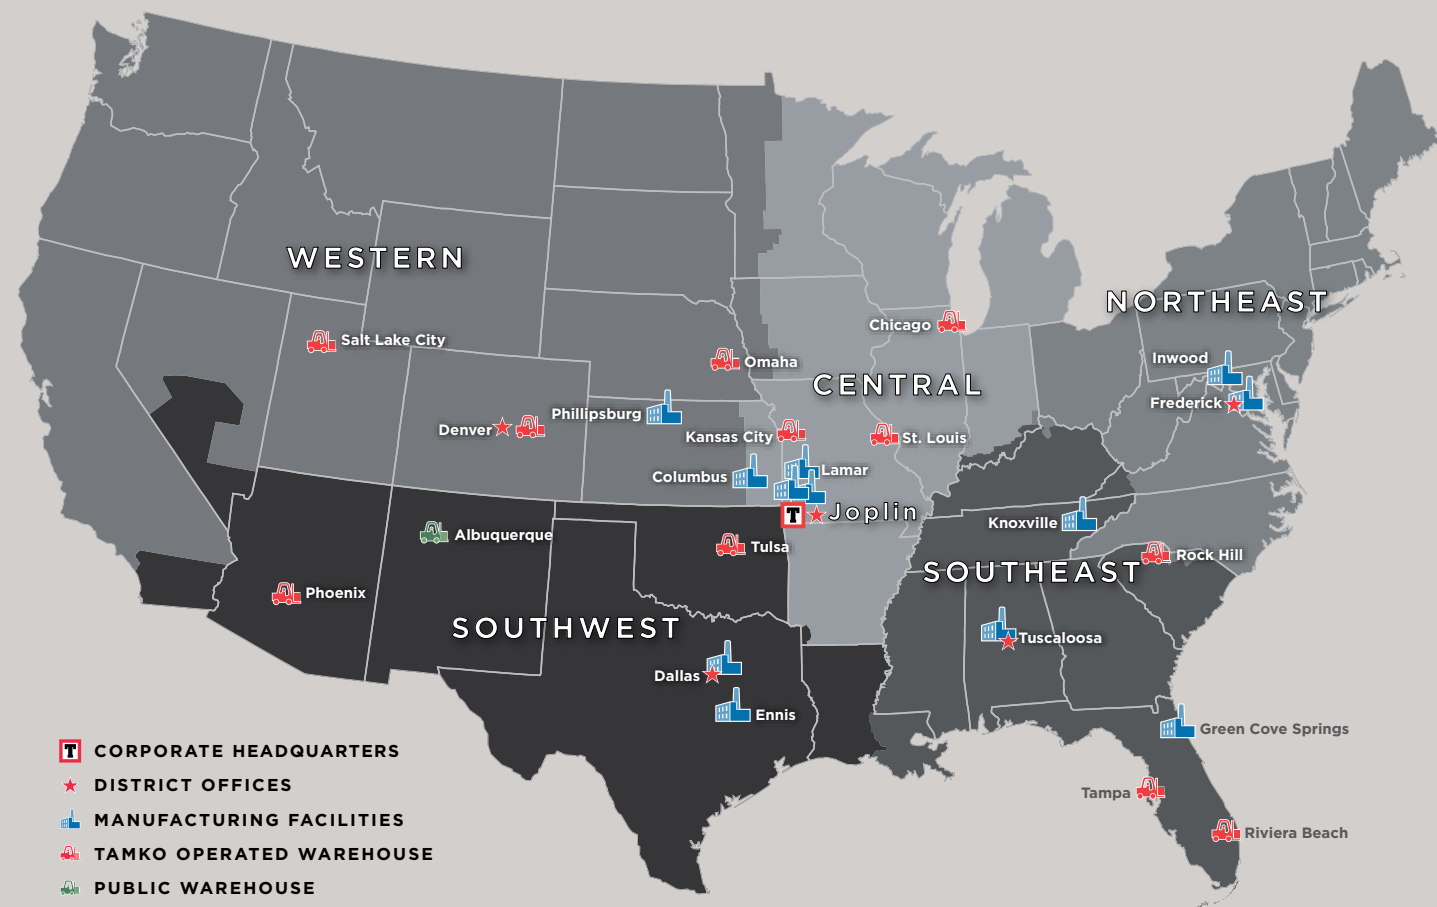 WESTERN
NORTHEAST
Salt Lake City
Chicago
Inwood
Omaha
CENTRAL
Frederick
Phillipsburg
Denver
Kansas City
St. Louis
Columbus
Lamar
T
Joplin
Knoxville
Albuquerque
Tulsa
Rock Hill
SOUTHEAST
Phoenix
SOUTHWEST
Tuscaloosa
Dallas
Ennis
Green Cove Springs
Tampa
Riviera Beach
T CORPORATE HEADQUARTERS
DISTRICT OFFICES
MANUFACTURING FACILITIES
TAMKO OPERATED WAREHOUSE
PUBLIC WAREHOUSE